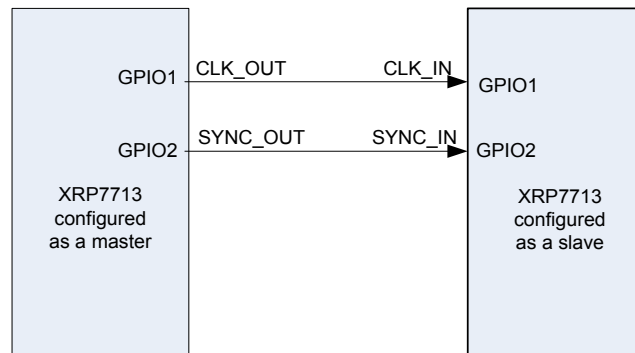 GPIO1 CLK_OUT CLK_IN GPIO1
GPIO2 SYNC_OUT SYNC_IN GPIO2
XRP7713
configured
as a master
XRP7713
configured
as a slave